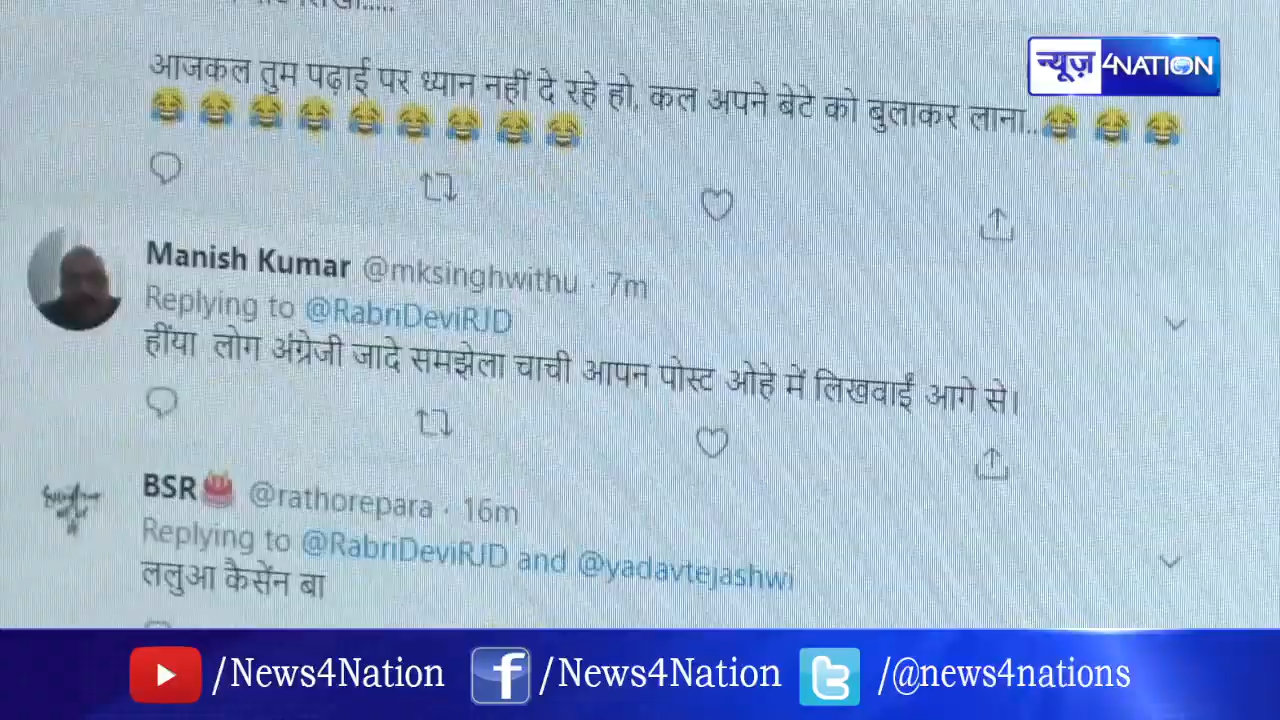 आजकल तुम पढ़ाई पर ध्यान नहीं दे रहे हो, कल अपने बेटे को बुलाकर लाना..😂 😂 😂
😂 😂 😂 😂 😂 😂 😂 😂 😂
न्यूज़ 4NATION
Manish Kumar @mksinghwithu · 7m
Replying to @RabriDeviRJD
हींया लोग अंग्रेजी जादे समझेला चाची आपन पोस्ट ओहे में लिखवाईं आगे से।
BSR @rathorepara · 16m
Replying to @RabriDeviRJD and @yadavtejashwi
ललुआ कैसेंन बा
/News4Nation /News4Nation /@news4nations